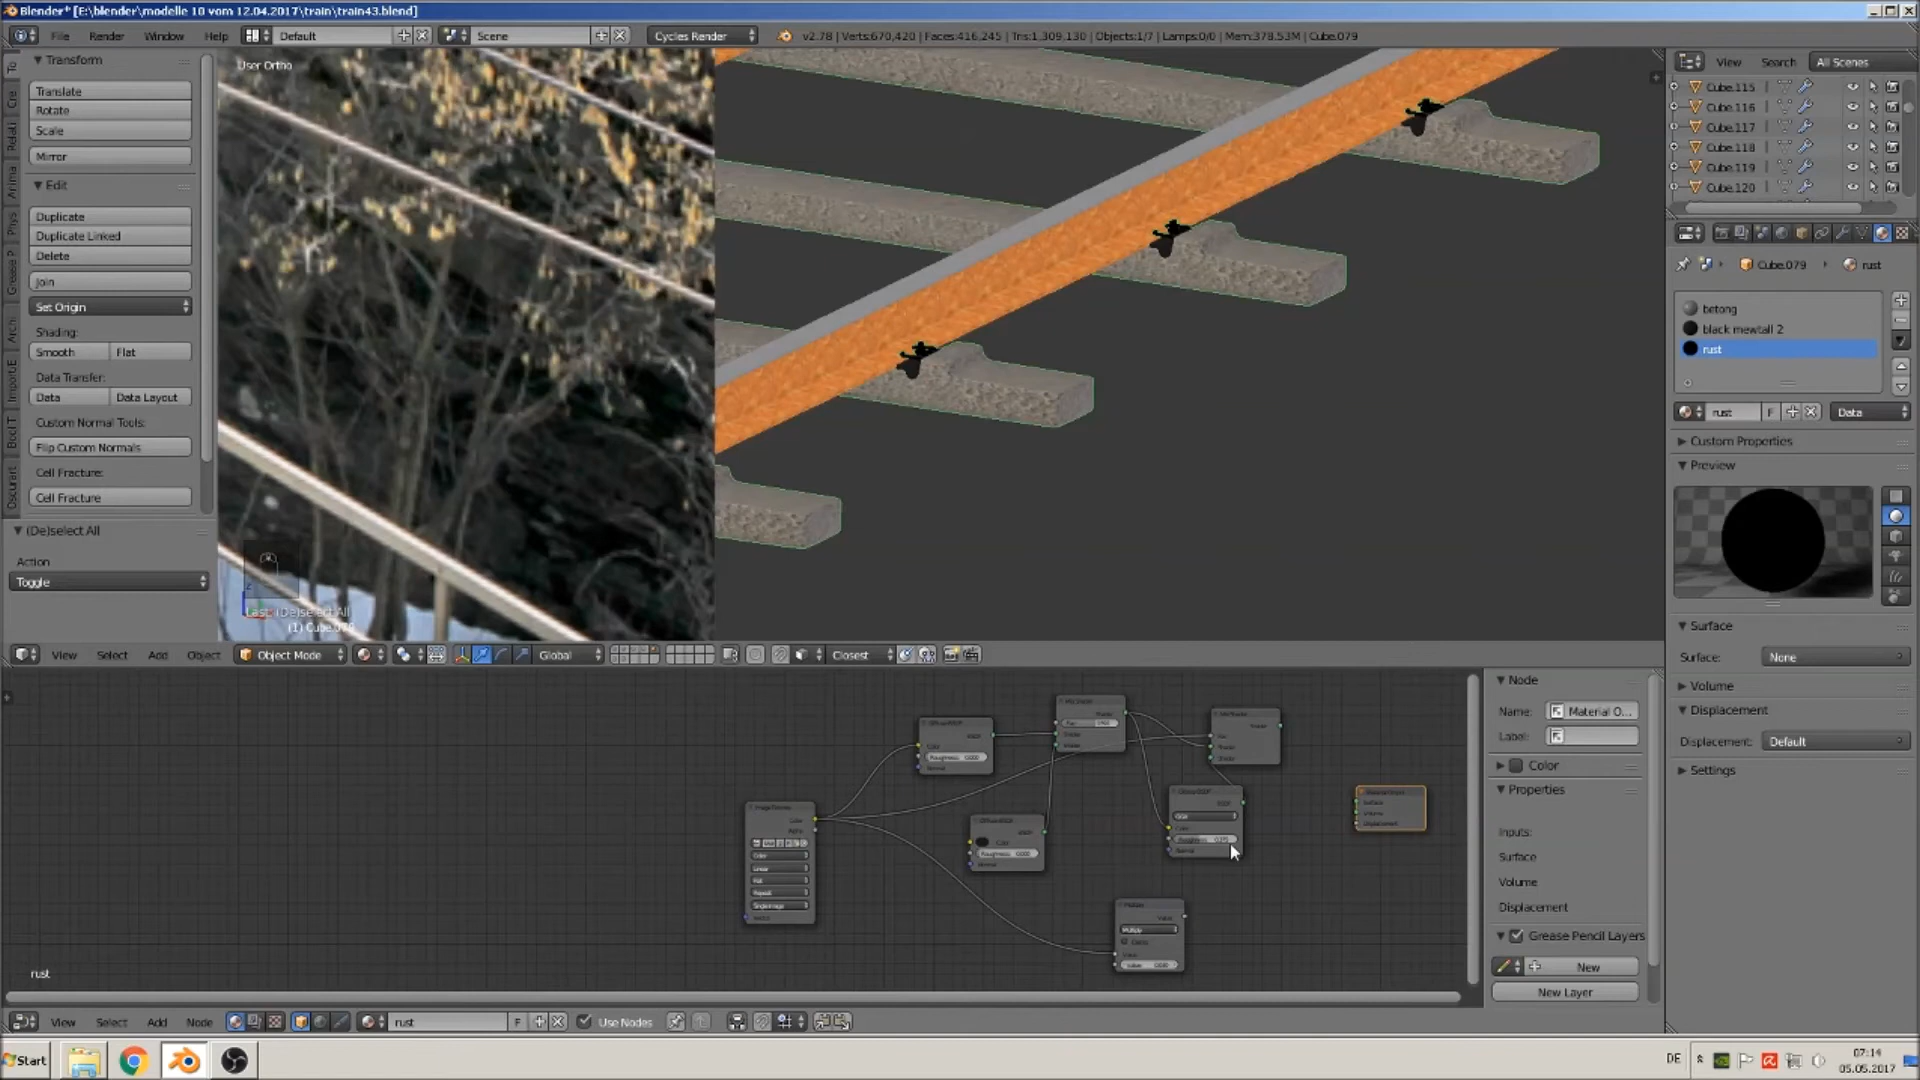 Blender* [E:\blender\modelle 10 vom 12.04.2017\train\train43.blend]
File Render Window Help Default Scene Cycles Render v2.78 | Verts:670,420 | Faces:416,245 | Tris:1,309,130 | Objects:1/7 | Lamps:0/0 | Mem:378.53M | Cube.079
Transform
Translate
Rotate
Scale
Mirror
Edit
Duplicate
Duplicate Linked
Delete
Join
Set Origin
Shading:
Smooth Flat
Data Transfer:
Data Data Layout
Custom Normal Tools:
Flip Custom Normals
Cell Fracture:
Cell Fracture
(De)select All
Action
Toggle
User Ortho
Last: (De)select All
(1) Cube.079
View Search All Scenes
Cube.115
Cube.116
Cube.117
Cube.118
Cube.119
Cube.120
Cube.079 rust
betong
black mewtall 2
rust
rust F Data
Custom Properties
Preview
Surface
Surface: None
Volume
Displacement
Displacement: Default
Settings
View Select Add Object Object Mode Global Closest
Multiply
Node
Name: Material O...
Label:
Color
Properties
Inputs:
Surface
Volume
Displacement
Grease Pencil Layers
New
New Layer
rust
View Select Add Node rust F Use Nodes
Start
DE 07:14
05.05.2017